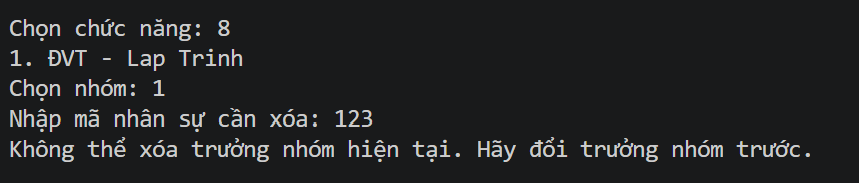 Chọn chức năng: 8
1. ĐVT - Lap Trinh
Chọn nhóm: 1
Nhập mã nhân sự cần xóa: 123
Không thể xóa trưởng nhóm hiện tại. Hãy đổi trưởng nhóm trước.